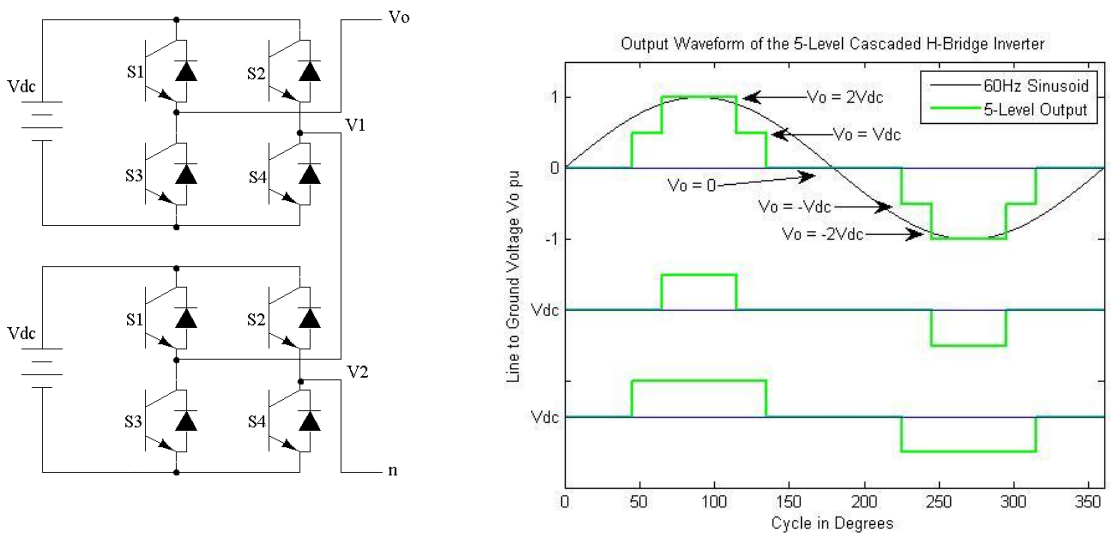 Vo
S1
S2
Vdc
V1
S3
S4
S1
S2
Vdc
V2
S3
S4
n
Output Waveform of the 5-Level Cascaded H-Bridge Inverter
60Hz Sinusoid
5-Level Output
Vo = 2Vdc
Vo = Vdc
Vo = 0
Vo = -Vdc
Vo = -2Vdc
1
0
-1
Vdc
Vdc
Line to Ground Voltage Vo pu
0 50 100 150 200 250 300 350
Cycle in Degrees